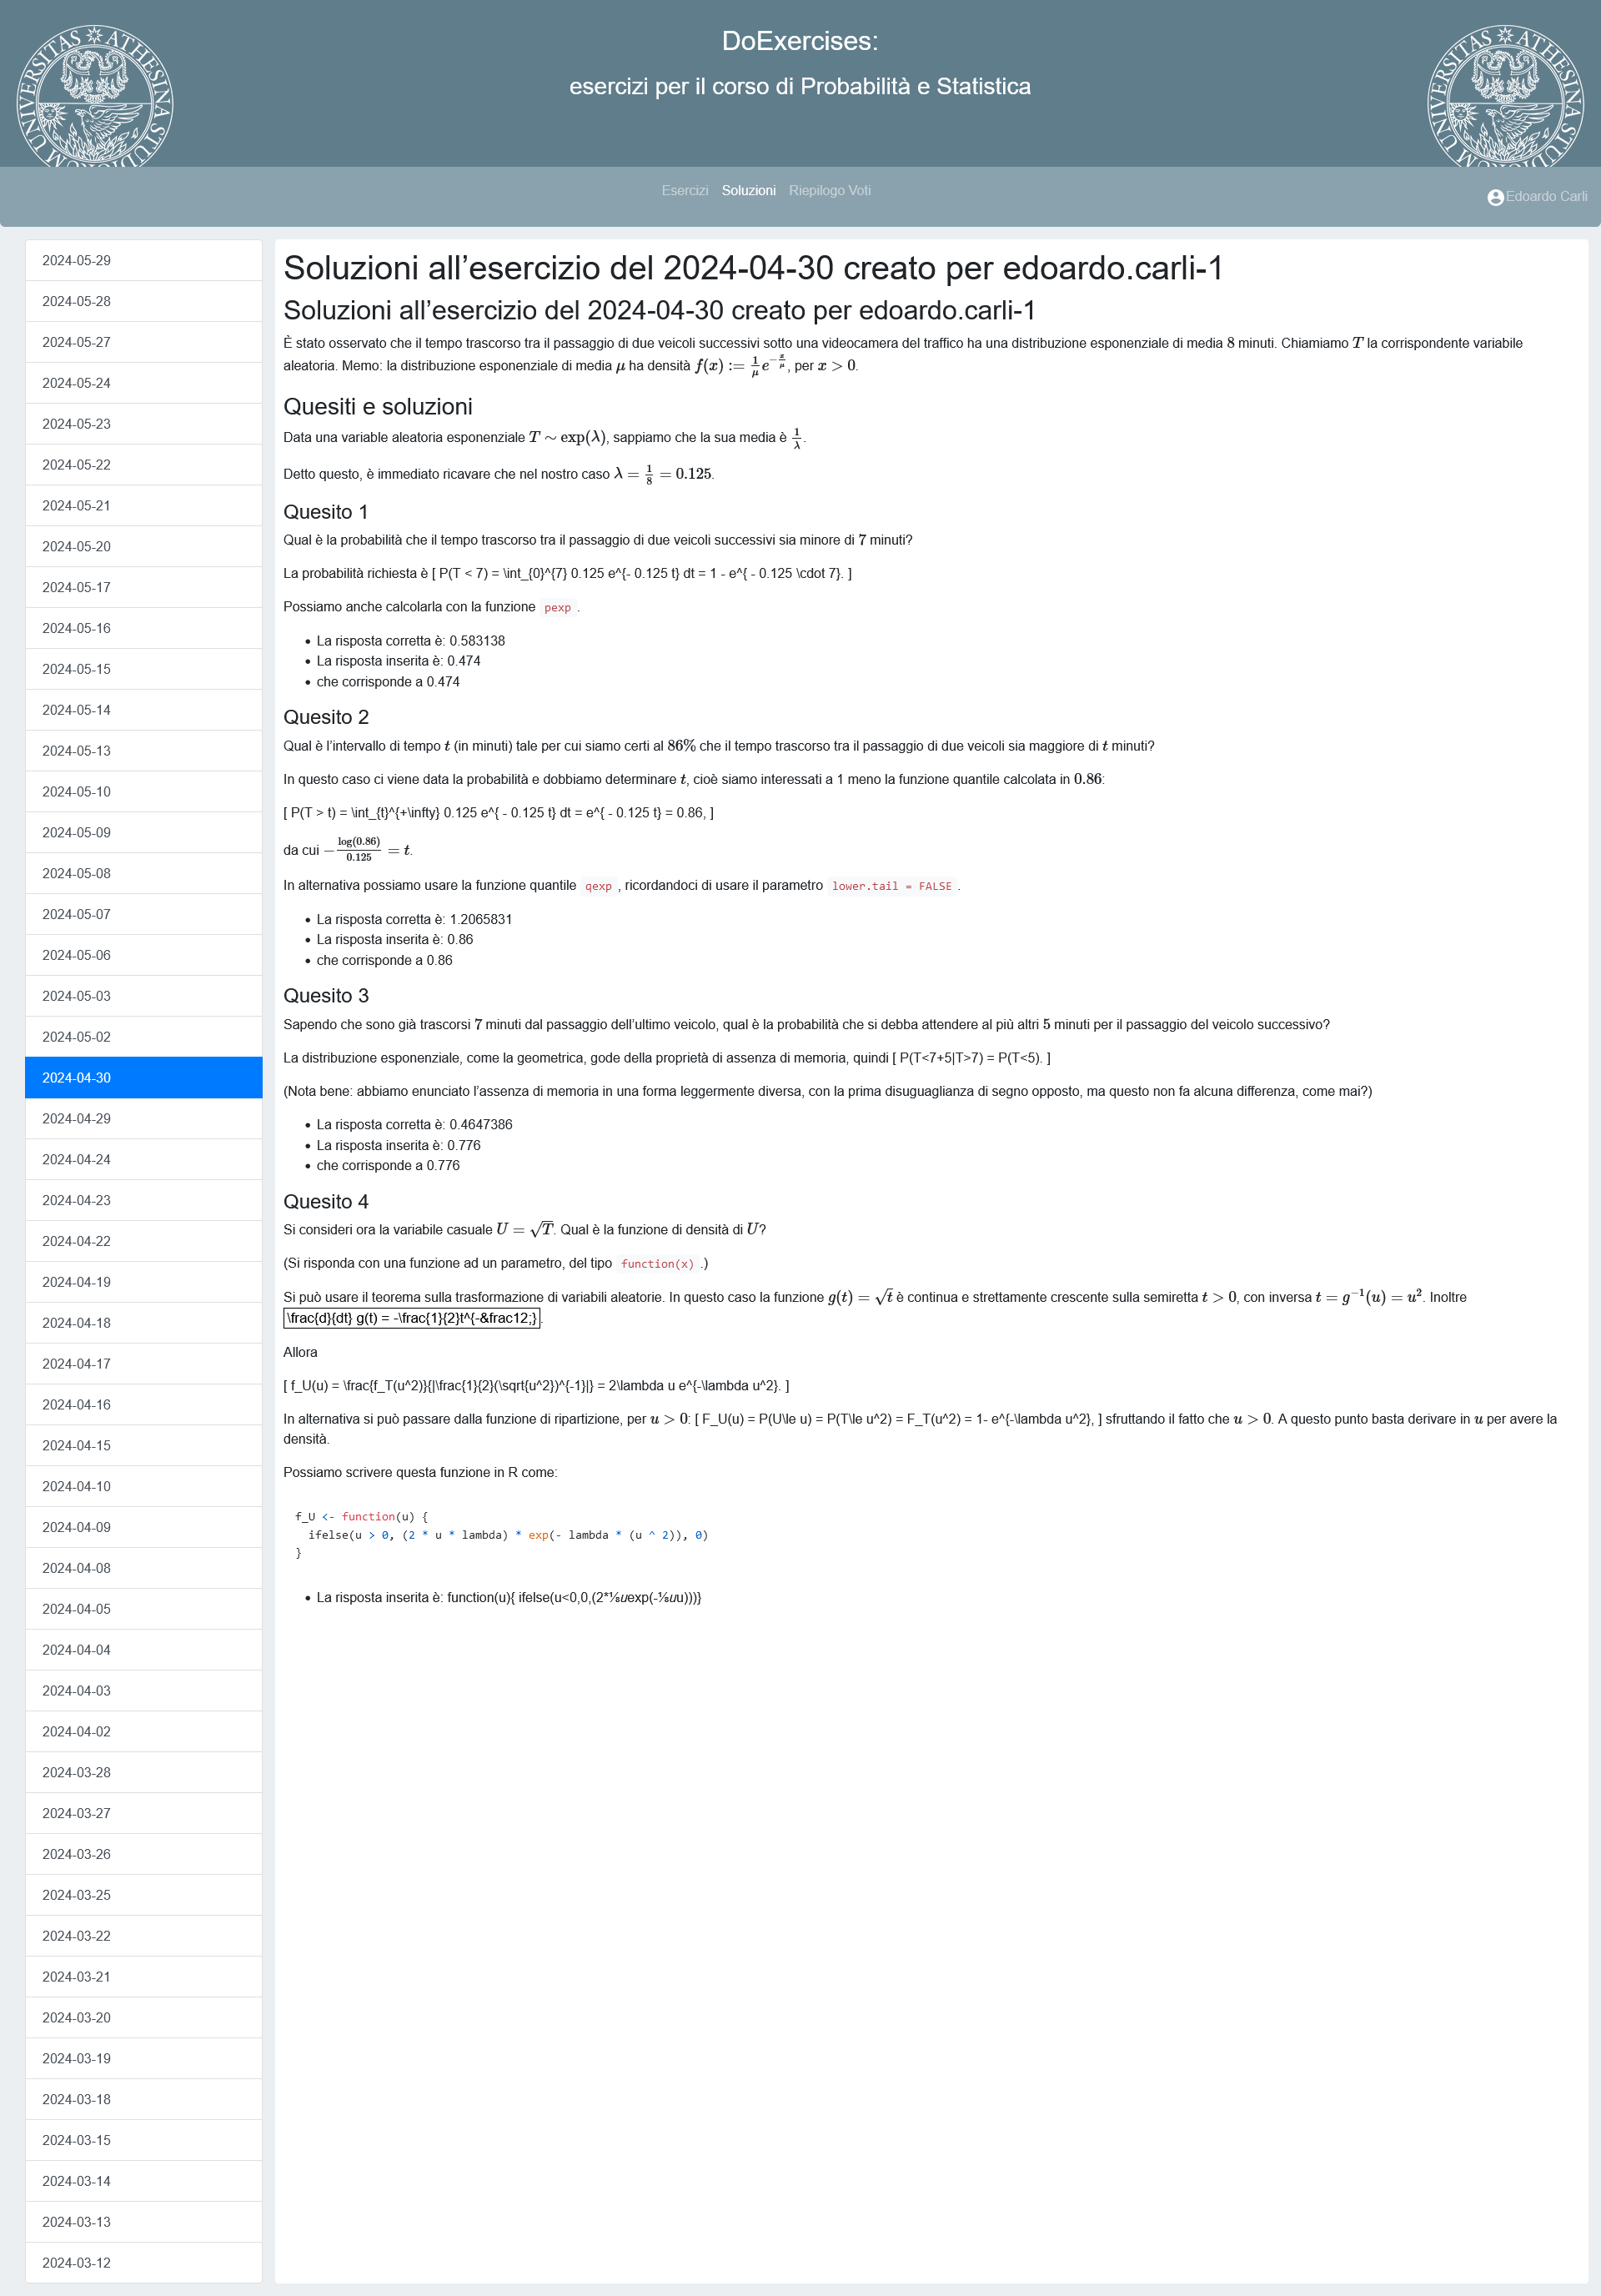 UNIVERSITAS ATHESINA STUDIORUM
DoExercises:
esercizi per il corso di Probabilità e Statistica
UNIVERSITAS ATHESINA STUDIORUM
Esercizi Soluzioni Riepilogo Voti
Edoardo Carli
2024-05-29
2024-05-28
2024-05-27
2024-05-24
2024-05-23
2024-05-22
2024-05-21
2024-05-20
2024-05-17
2024-05-16
2024-05-15
2024-05-14
2024-05-13
2024-05-10
2024-05-09
2024-05-08
2024-05-07
2024-05-06
2024-05-03
2024-05-02
2024-04-30
2024-04-29
2024-04-24
2024-04-23
2024-04-22
2024-04-19
2024-04-18
2024-04-17
2024-04-16
2024-04-15
2024-04-10
2024-04-09
2024-04-08
2024-04-05
2024-04-04
2024-04-03
2024-04-02
2024-03-28
2024-03-27
2024-03-26
2024-03-25
2024-03-22
2024-03-21
2024-03-20
2024-03-19
2024-03-18
2024-03-15
2024-03-14
2024-03-13
2024-03-12
Soluzioni all’esercizio del 2024-04-30 creato per edoardo.carli-1
Soluzioni all’esercizio del 2024-04-30 creato per edoardo.carli-1
È stato osservato che il tempo trascorso tra il passaggio di due veicoli successivi sotto una videocamera del traffico ha una distribuzione esponenziale di media 8 minuti. Chiamiamo T la corrispondente variabile
aleatoria. Memo: la distribuzione esponenziale di media μ ha densità f(x) := 1/μ e^{-x/μ}, per x > 0.
Quesiti e soluzioni
Data una variable aleatoria esponenziale T ∼ exp(λ), sappiamo che la sua media è 1/λ.
Detto questo, è immediato ricavare che nel nostro caso λ = 1/8 = 0.125.
Quesito 1
Qual è la probabilità che il tempo trascorso tra il passaggio di due veicoli successivi sia minore di 7 minuti?
La probabilità richiesta è [ P(T < 7) = \int_{0}^{7} 0.125 e^{- 0.125 t} dt = 1 - e^{ - 0.125 \cdot 7}. ]
Possiamo anche calcolarla con la funzione pexp.
• La risposta corretta è: 0.583138
• La risposta inserita è: 0.474
• che corrisponde a 0.474
Quesito 2
Qual è l’intervallo di tempo t (in minuti) tale per cui siamo certi al 86% che il tempo trascorso tra il passaggio di due veicoli sia maggiore di t minuti?
In questo caso ci viene data la probabilità e dobbiamo determinare t, cioè siamo interessati a 1 meno la funzione quantile calcolata in 0.86:
[ P(T > t) = \int_{t}^{+\infty} 0.125 e^{ - 0.125 t} dt = e^{ - 0.125 t} = 0.86, ]
da cui −log(0.86)/0.125 = t.
In alternativa possiamo usare la funzione quantile qexp, ricordandoci di usare il parametro lower.tail = FALSE.
• La risposta corretta è: 1.2065831
• La risposta inserita è: 0.86
• che corrisponde a 0.86
Quesito 3
Sapendo che sono già trascorsi 7 minuti dal passaggio dell’ultimo veicolo, qual è la probabilità che si debba attendere al più altri 5 minuti per il passaggio del veicolo successivo?
La distribuzione esponenziale, come la geometrica, gode della proprietà di assenza di memoria, quindi [ P(T<7+5|T>7) = P(T<5). ]
(Nota bene: abbiamo enunciato l’assenza di memoria in una forma leggermente diversa, con la prima disuguaglianza di segno opposto, ma questo non fa alcuna differenza, come mai?)
• La risposta corretta è: 0.4647386
• La risposta inserita è: 0.776
• che corrisponde a 0.776
Quesito 4
Si consideri ora la variabile casuale U = √T. Qual è la funzione di densità di U?
(Si risponda con una funzione ad un parametro, del tipo function(x).)
Si può usare il teorema sulla trasformazione di variabili aleatorie. In questo caso la funzione g(t) = √t è continua e strettamente crescente sulla semiretta t > 0, con inversa t = g⁻¹(u) = u². Inoltre
\frac{d}{dt} g(t) = -\frac{1}{2}t^{-&frac12;}.
Allora
[ f_U(u) = \frac{f_T(u^2)}{|\frac{1}{2}(\sqrt{u^2})^{-1}|} = 2\lambda u e^{-\lambda u^2}. ]
In alternativa si può passare dalla funzione di ripartizione, per u > 0: [ F_U(u) = P(U\le u) = P(T\le u^2) = F_T(u^2) = 1- e^{-\lambda u^2}, ] sfruttando il fatto che u > 0. A questo punto basta derivare in u per avere la
densità.
Possiamo scrivere questa funzione in R come:
f_U <- function(u) {
ifelse(u > 0, (2 * u * lambda) * exp(- lambda * (u ^ 2)), 0)
}
• La risposta inserita è: function(u){ ifelse(u<0,0,(2*⅛uexp(-⅛uu)))}